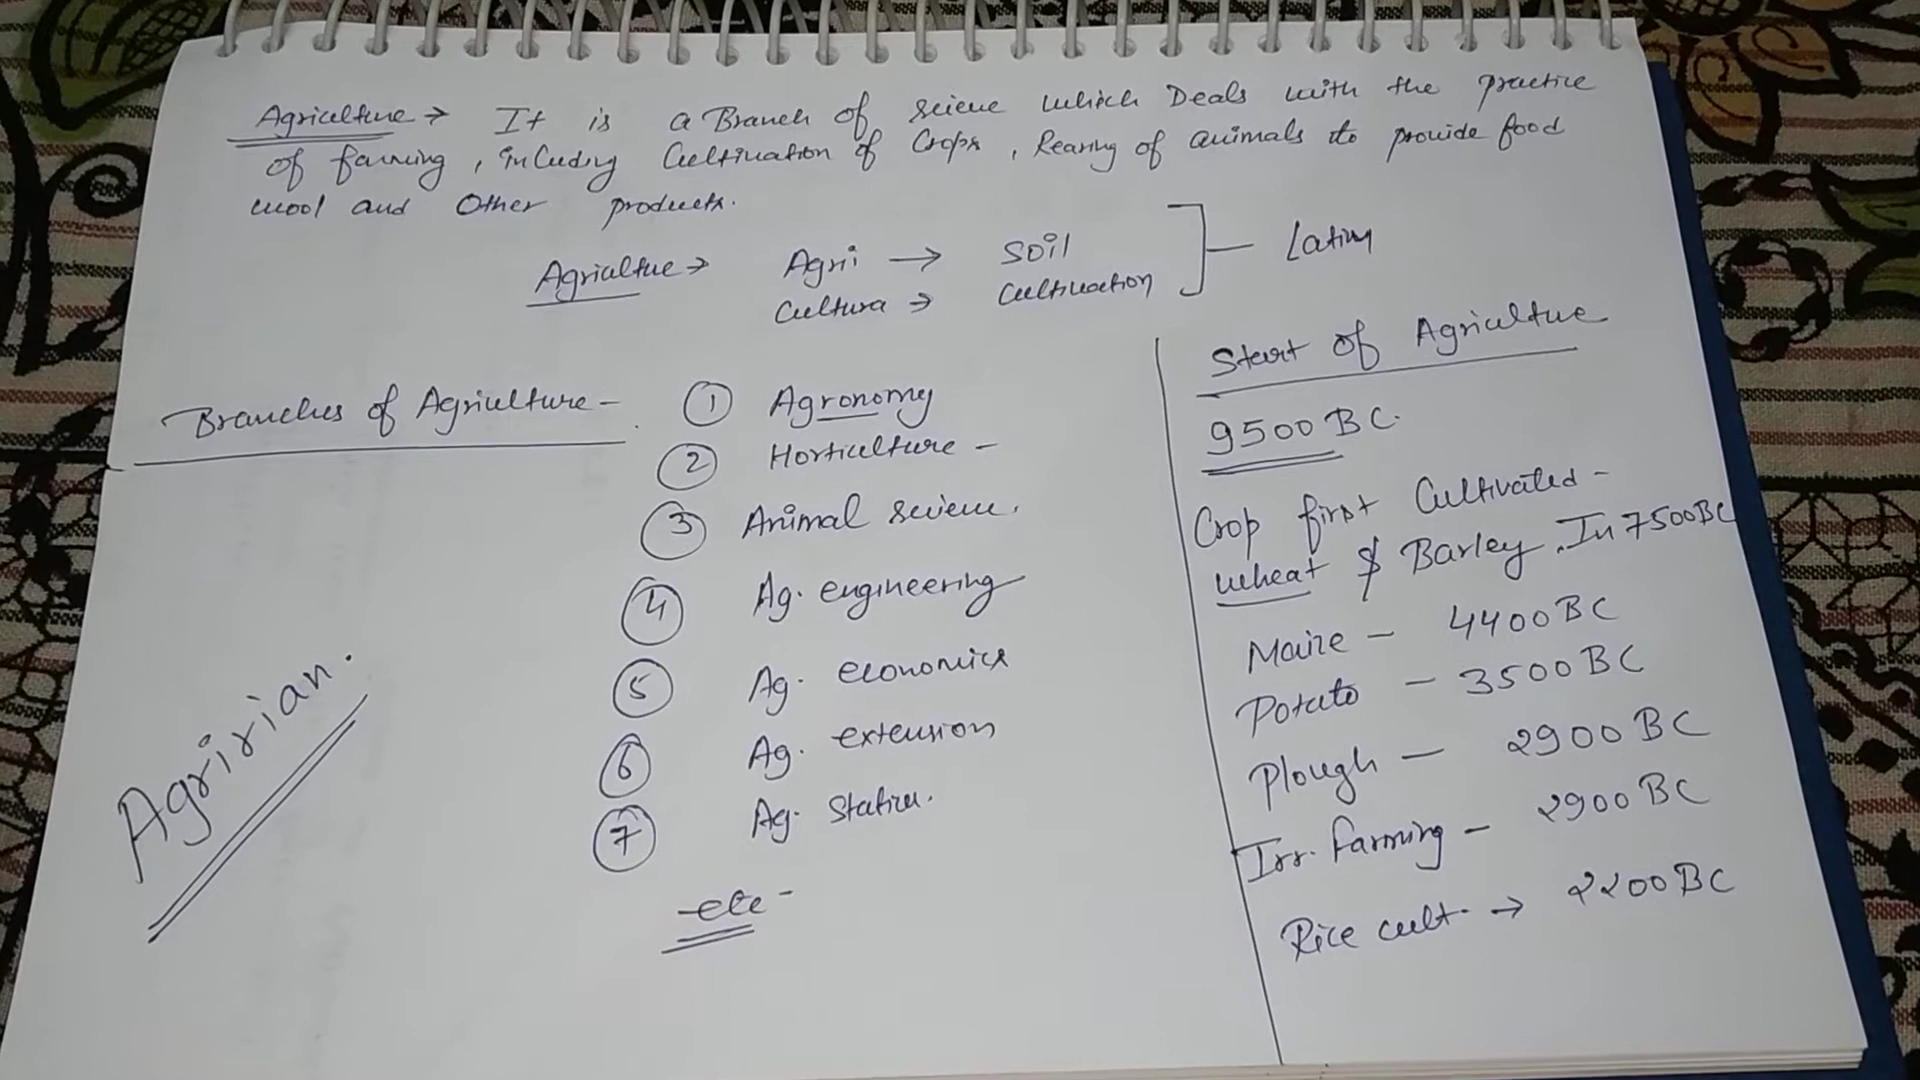 Agriculture → It is a Branch of science which Deals with the practice
of farming, including Cultivation of Crops, Rearing of animals to provide food
wool and Other products.
Agriculture → Agri → Soil
Cultura → Cultivation
Latin
Branches of Agriculture -
① Agronomy
② Horticulture -
③ Animal science.
④ Ag. engineering
⑤ Ag. economics
⑥ Ag. extension
⑦ Ag.
etc -
Agririan.
Start of Agriculture
9500 BC.
Crop first Cultivated -
wheat & Barley. In 7500 BC
Maize - 4400 BC
Potato - 3500 BC
Plough - 2900 BC
Irr. farming - 2900 BC
Rice cult. → 2200 BC